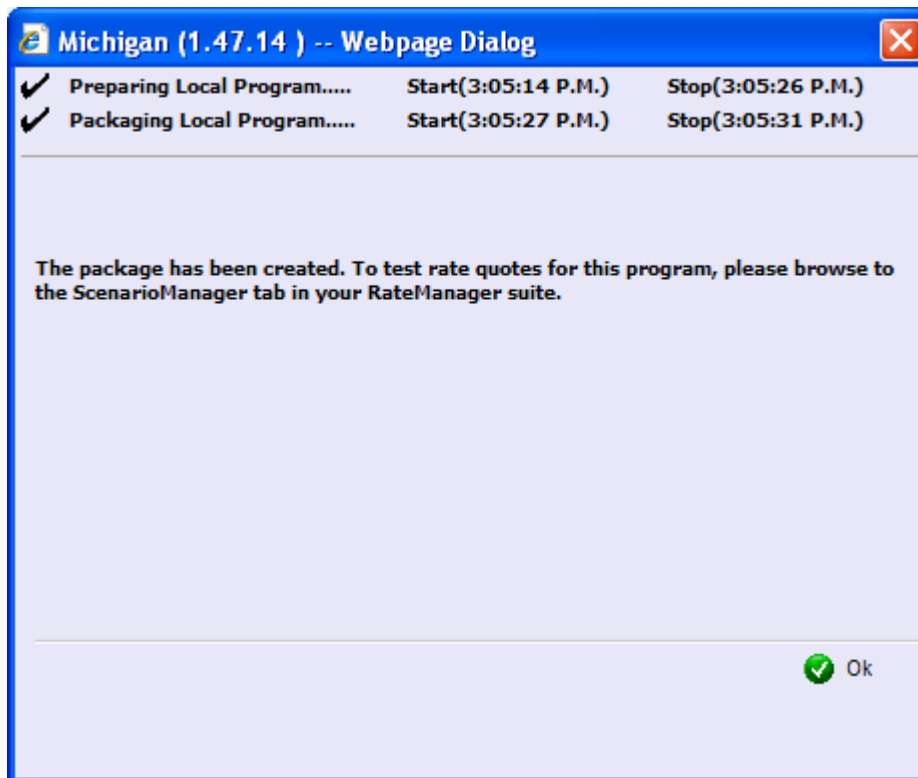 Michigan (1.47.14 ) -- Webpage Dialog
Preparing Local Program..... Start(3:05:14 P.M.) Stop(3:05:26 P.M.)
Packaging Local Program..... Start(3:05:27 P.M.) Stop(3:05:31 P.M.)
The package has been created. To test rate quotes for this program, please browse to
the ScenarioManager tab in your RateManager suite.
Ok